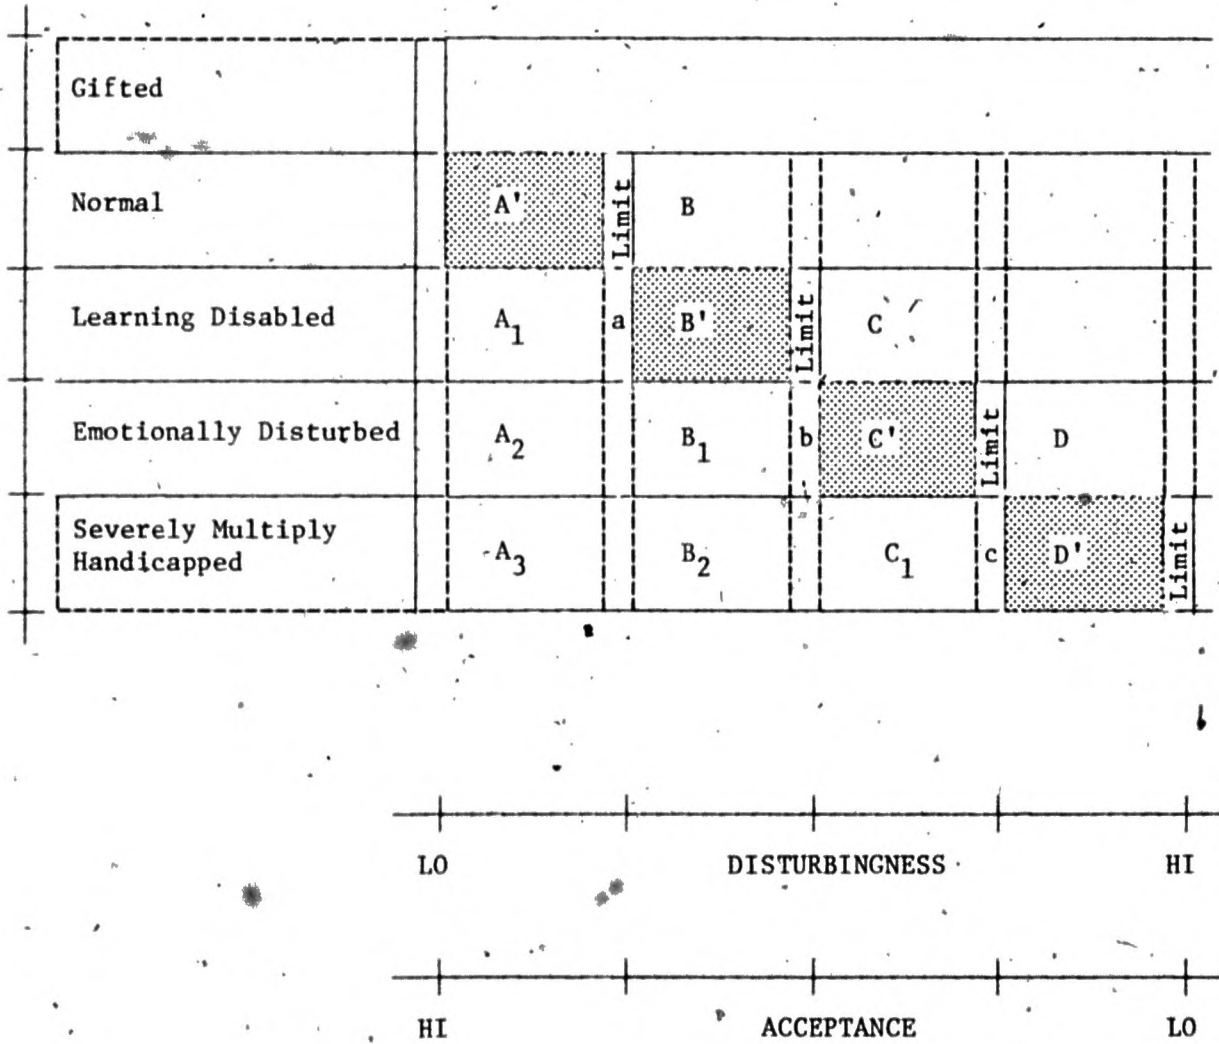 Gifted
Normal A' Limit B
Learning Disabled A₁ a B' Limit C
Emotionally Disturbed A₂ B₁ b C' Limit D
Severely Multiply
Handicapped A₃ B₂ C₁ c D' Limit
LO DISTURBINGNESS HI
HI ACCEPTANCE LO